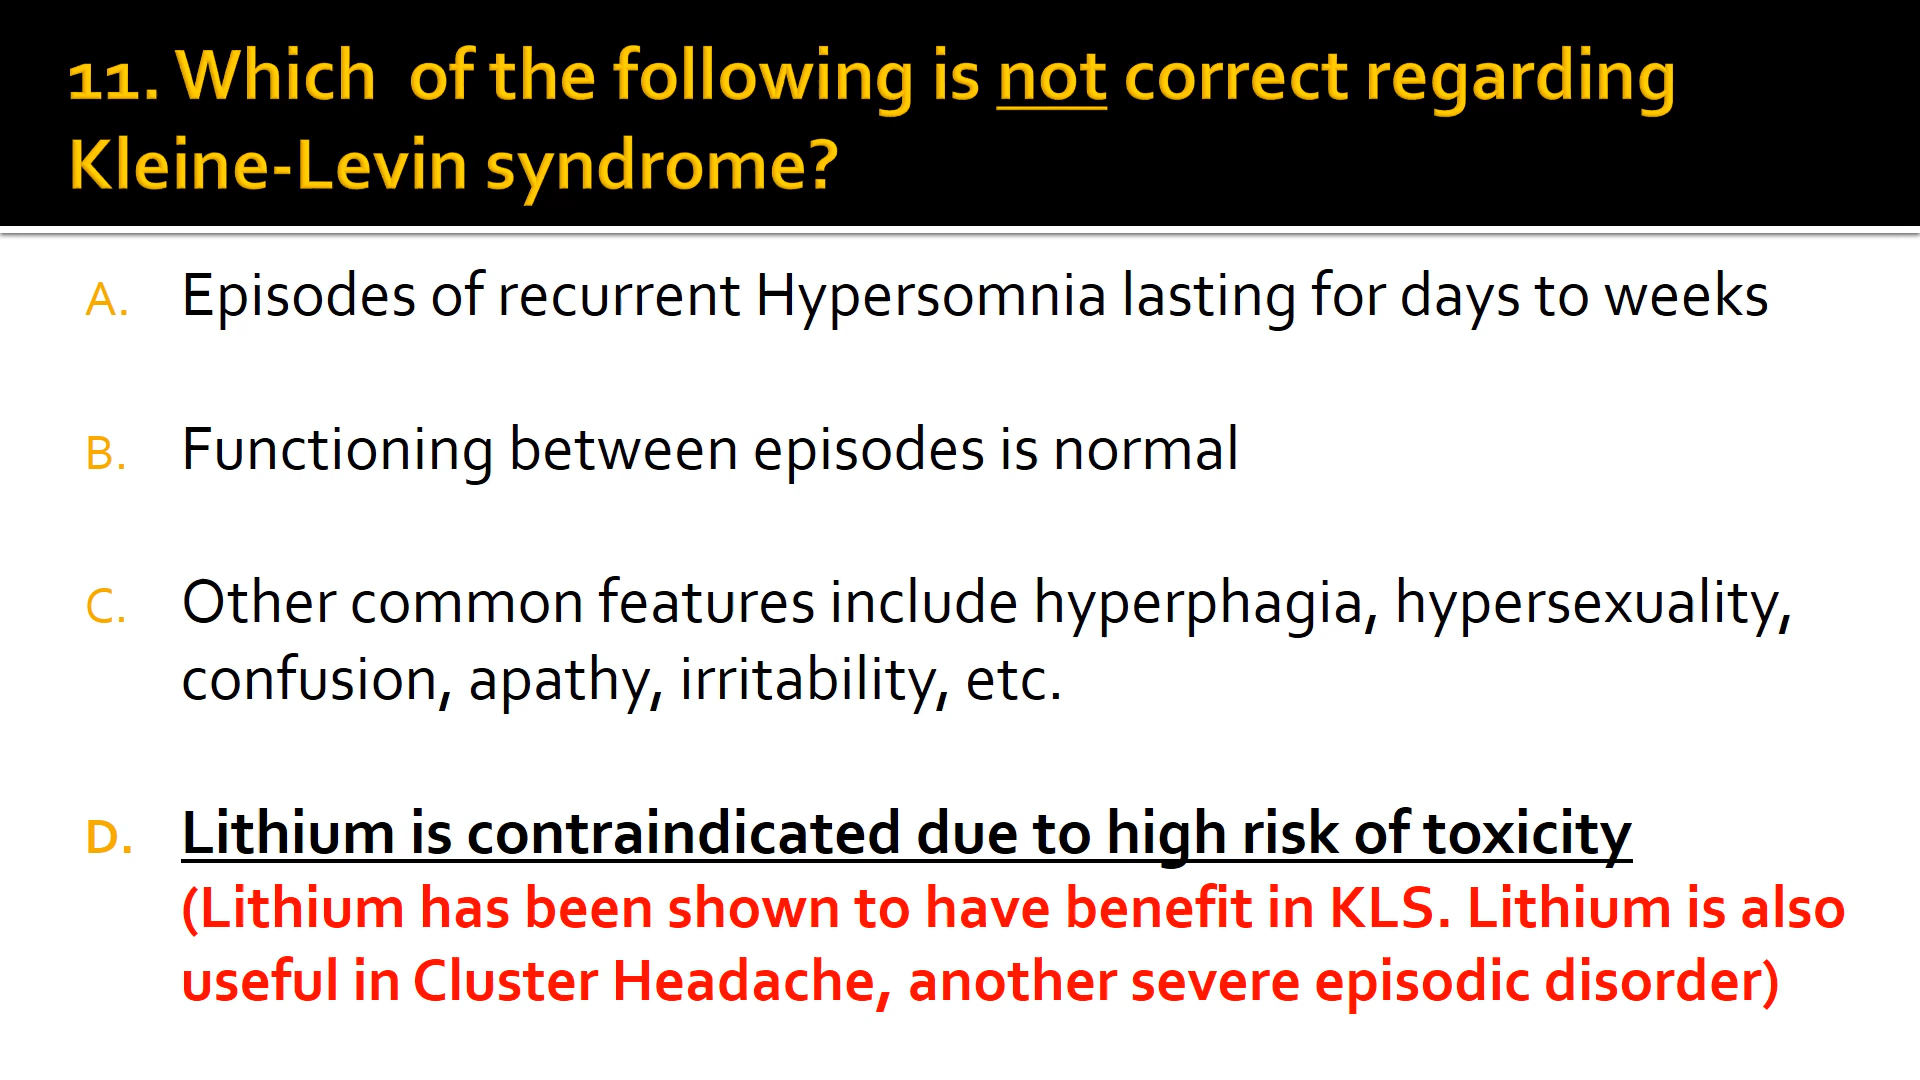 11. Which  of the following is not correct regarding
Kleine-Levin syndrome?
A. Episodes of recurrent Hypersomnia lasting for days to weeks
B. Functioning between episodes is normal
C. Other common features include hyperphagia, hypersexuality,
confusion, apathy, irritability, etc.
D. Lithium is contraindicated due to high risk of toxicity
(Lithium has been shown to have benefit in KLS. Lithium is also
useful in Cluster Headache, another severe episodic disorder)